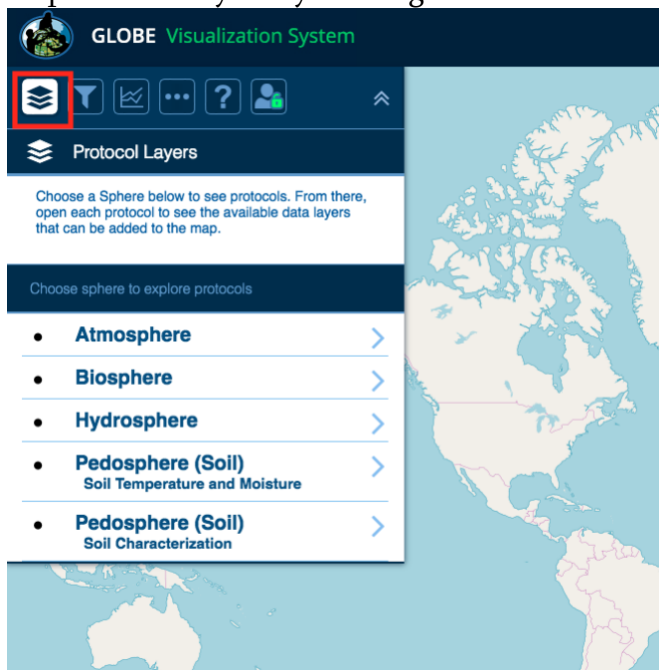 GLOBE Visualization System
?
Protocol Layers
Choose a Sphere below to see protocols. From there,
open each protocol to see the available data layers
that can be added to the map.
Choose sphere to explore protocols
• Atmosphere
• Biosphere
• Hydrosphere
• Pedosphere (Soil)
Soil Temperature and Moisture
• Pedosphere (Soil)
Soil Characterization